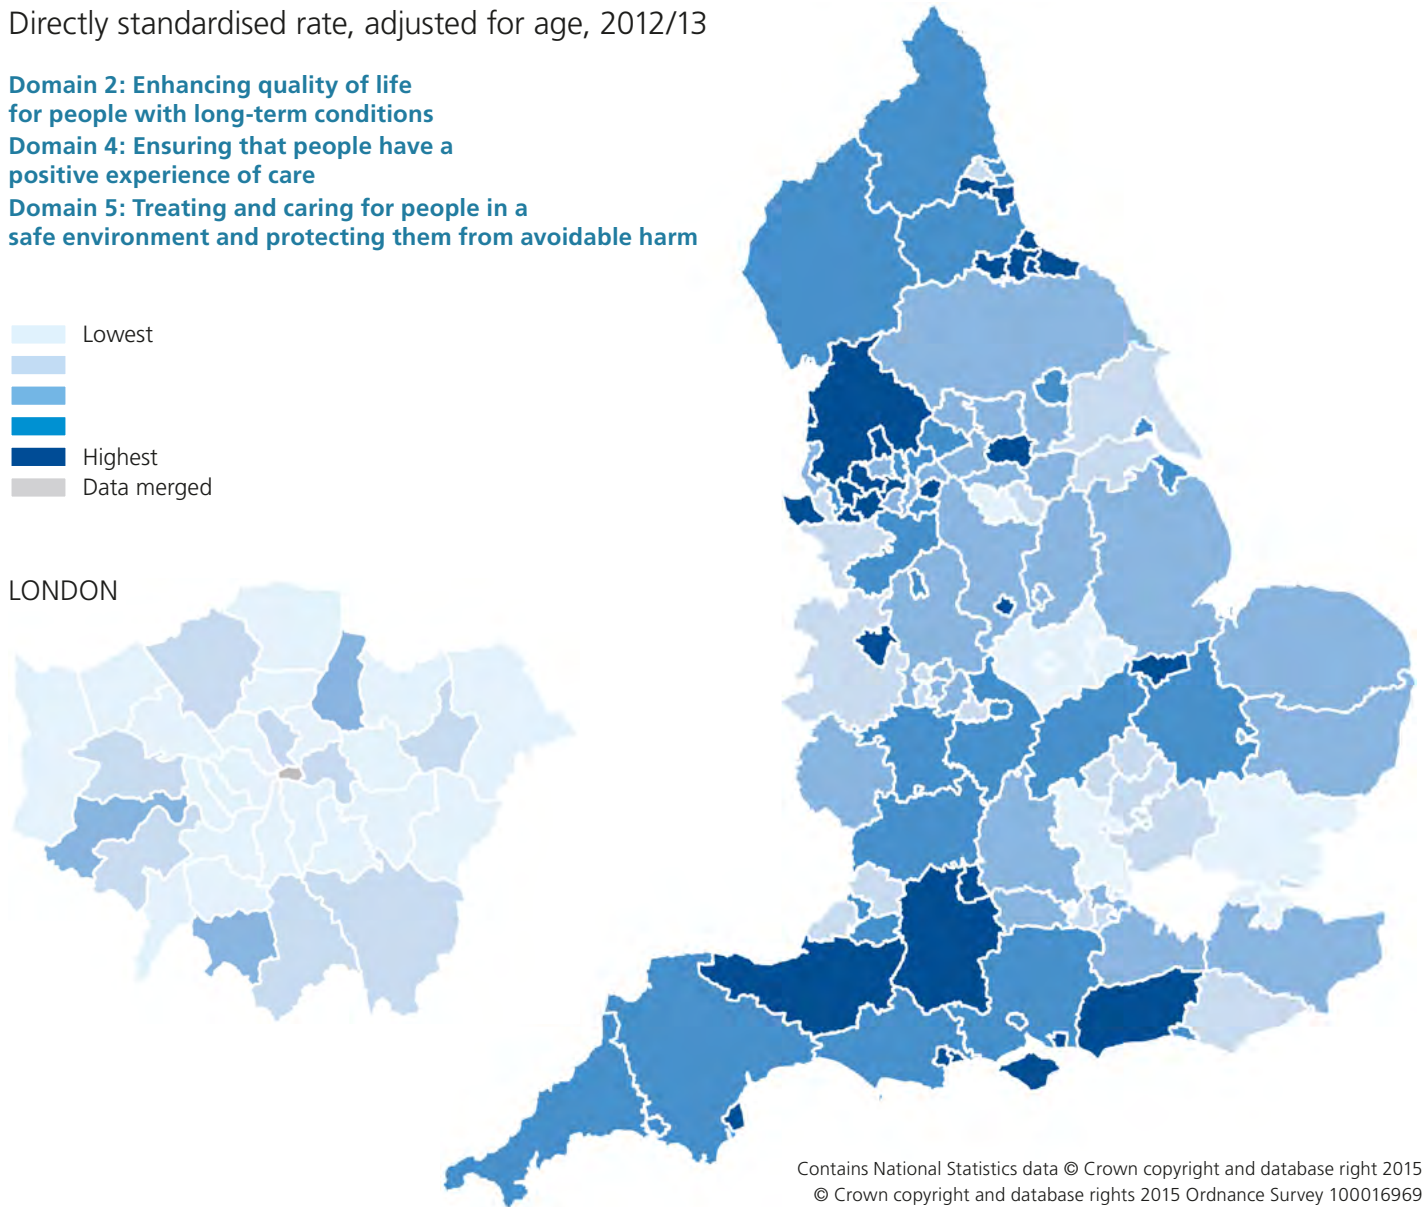 Directly standardised rate, adjusted for age, 2012/13
Domain 2: Enhancing quality of life
for people with long-term conditions
Domain 4: Ensuring that people have a
positive experience of care
Domain 5: Treating and caring for people in a
safe environment and protecting them from avoidable harm
Lowest
Highest
Data merged
LONDON
Contains National Statistics data © Crown copyright and database right 2015
© Crown copyright and database rights 2015 Ordnance Survey 100016969